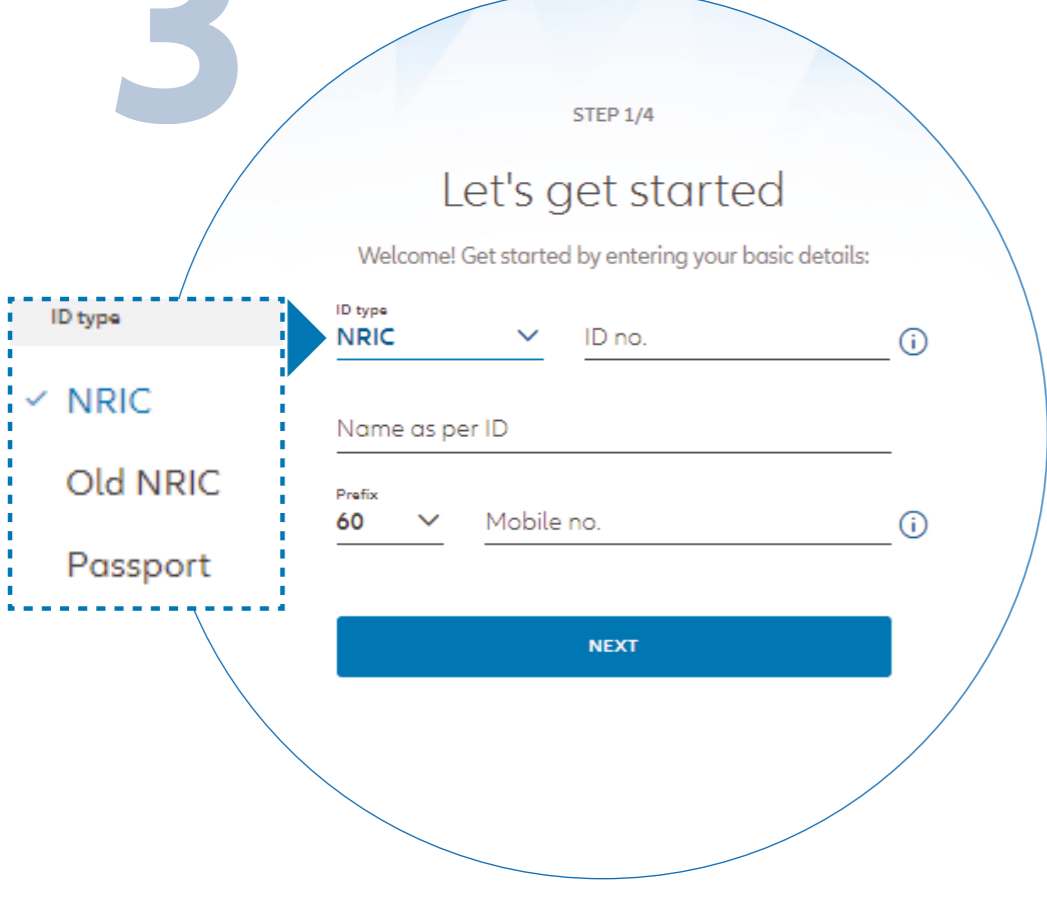 3
STEP 1/4
Let's get started
Welcome! Get started by entering your basic details:
ID type
NRIC
Old NRIC
Passport
ID type
NRIC
ID no.
Name as per ID
Prefix
60
Mobile no.
NEXT